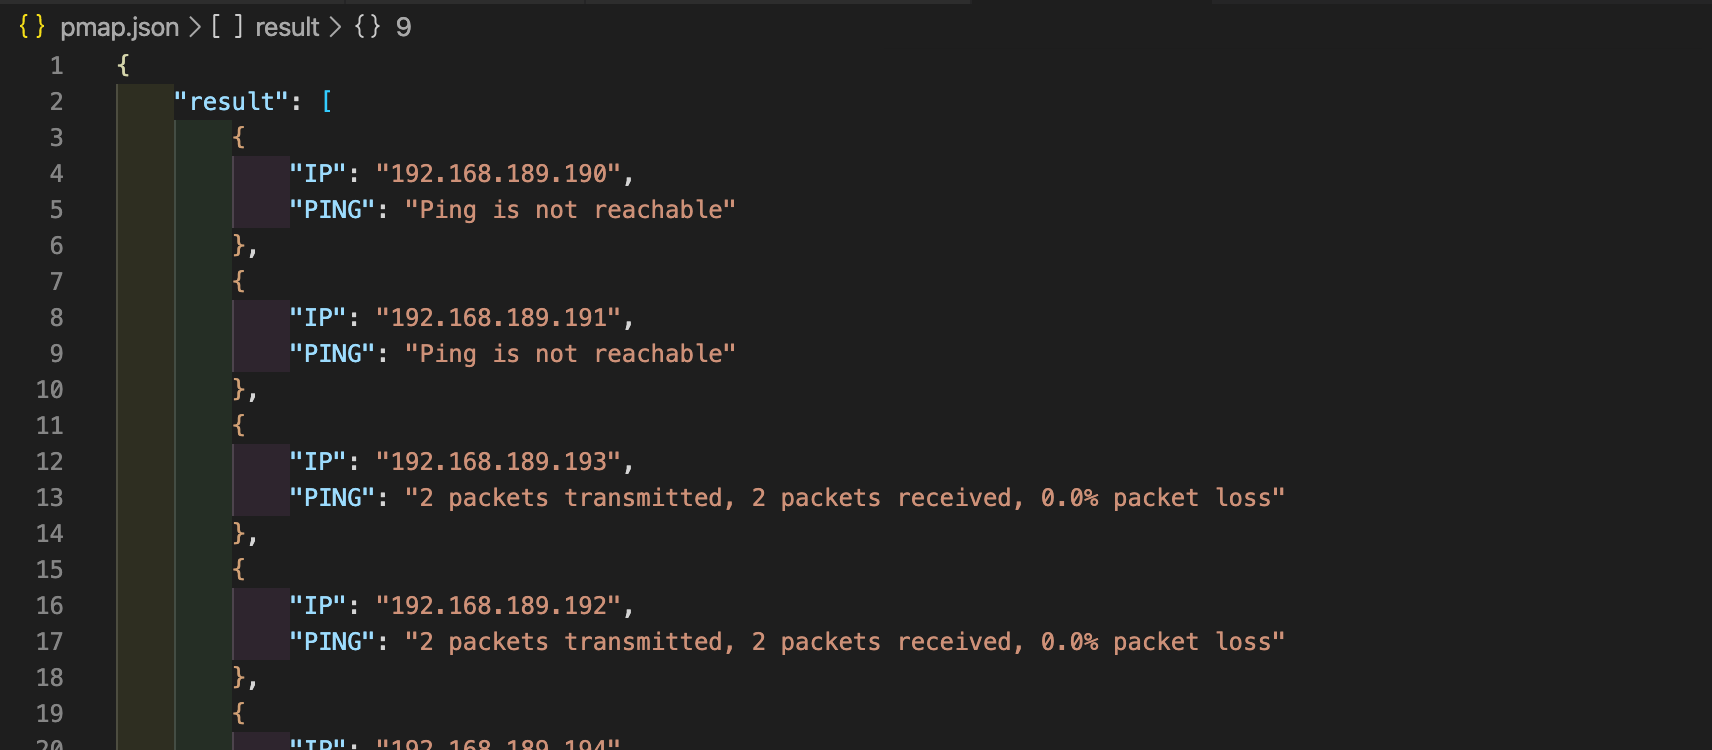 {} pmap.json > [ ] result > {} 9
1 {
2 "result": [
3 {
4 "IP": "192.168.189.190",
5 "PING": "Ping is not reachable"
6 },
7 {
8 "IP": "192.168.189.191",
9 "PING": "Ping is not reachable"
10 },
11 {
12 "IP": "192.168.189.193",
13 "PING": "2 packets transmitted, 2 packets received, 0.0% packet loss"
14 },
15 {
16 "IP": "192.168.189.192",
17 "PING": "2 packets transmitted, 2 packets received, 0.0% packet loss"
18 },
19 {
20 "IP": "192.168.189.194"